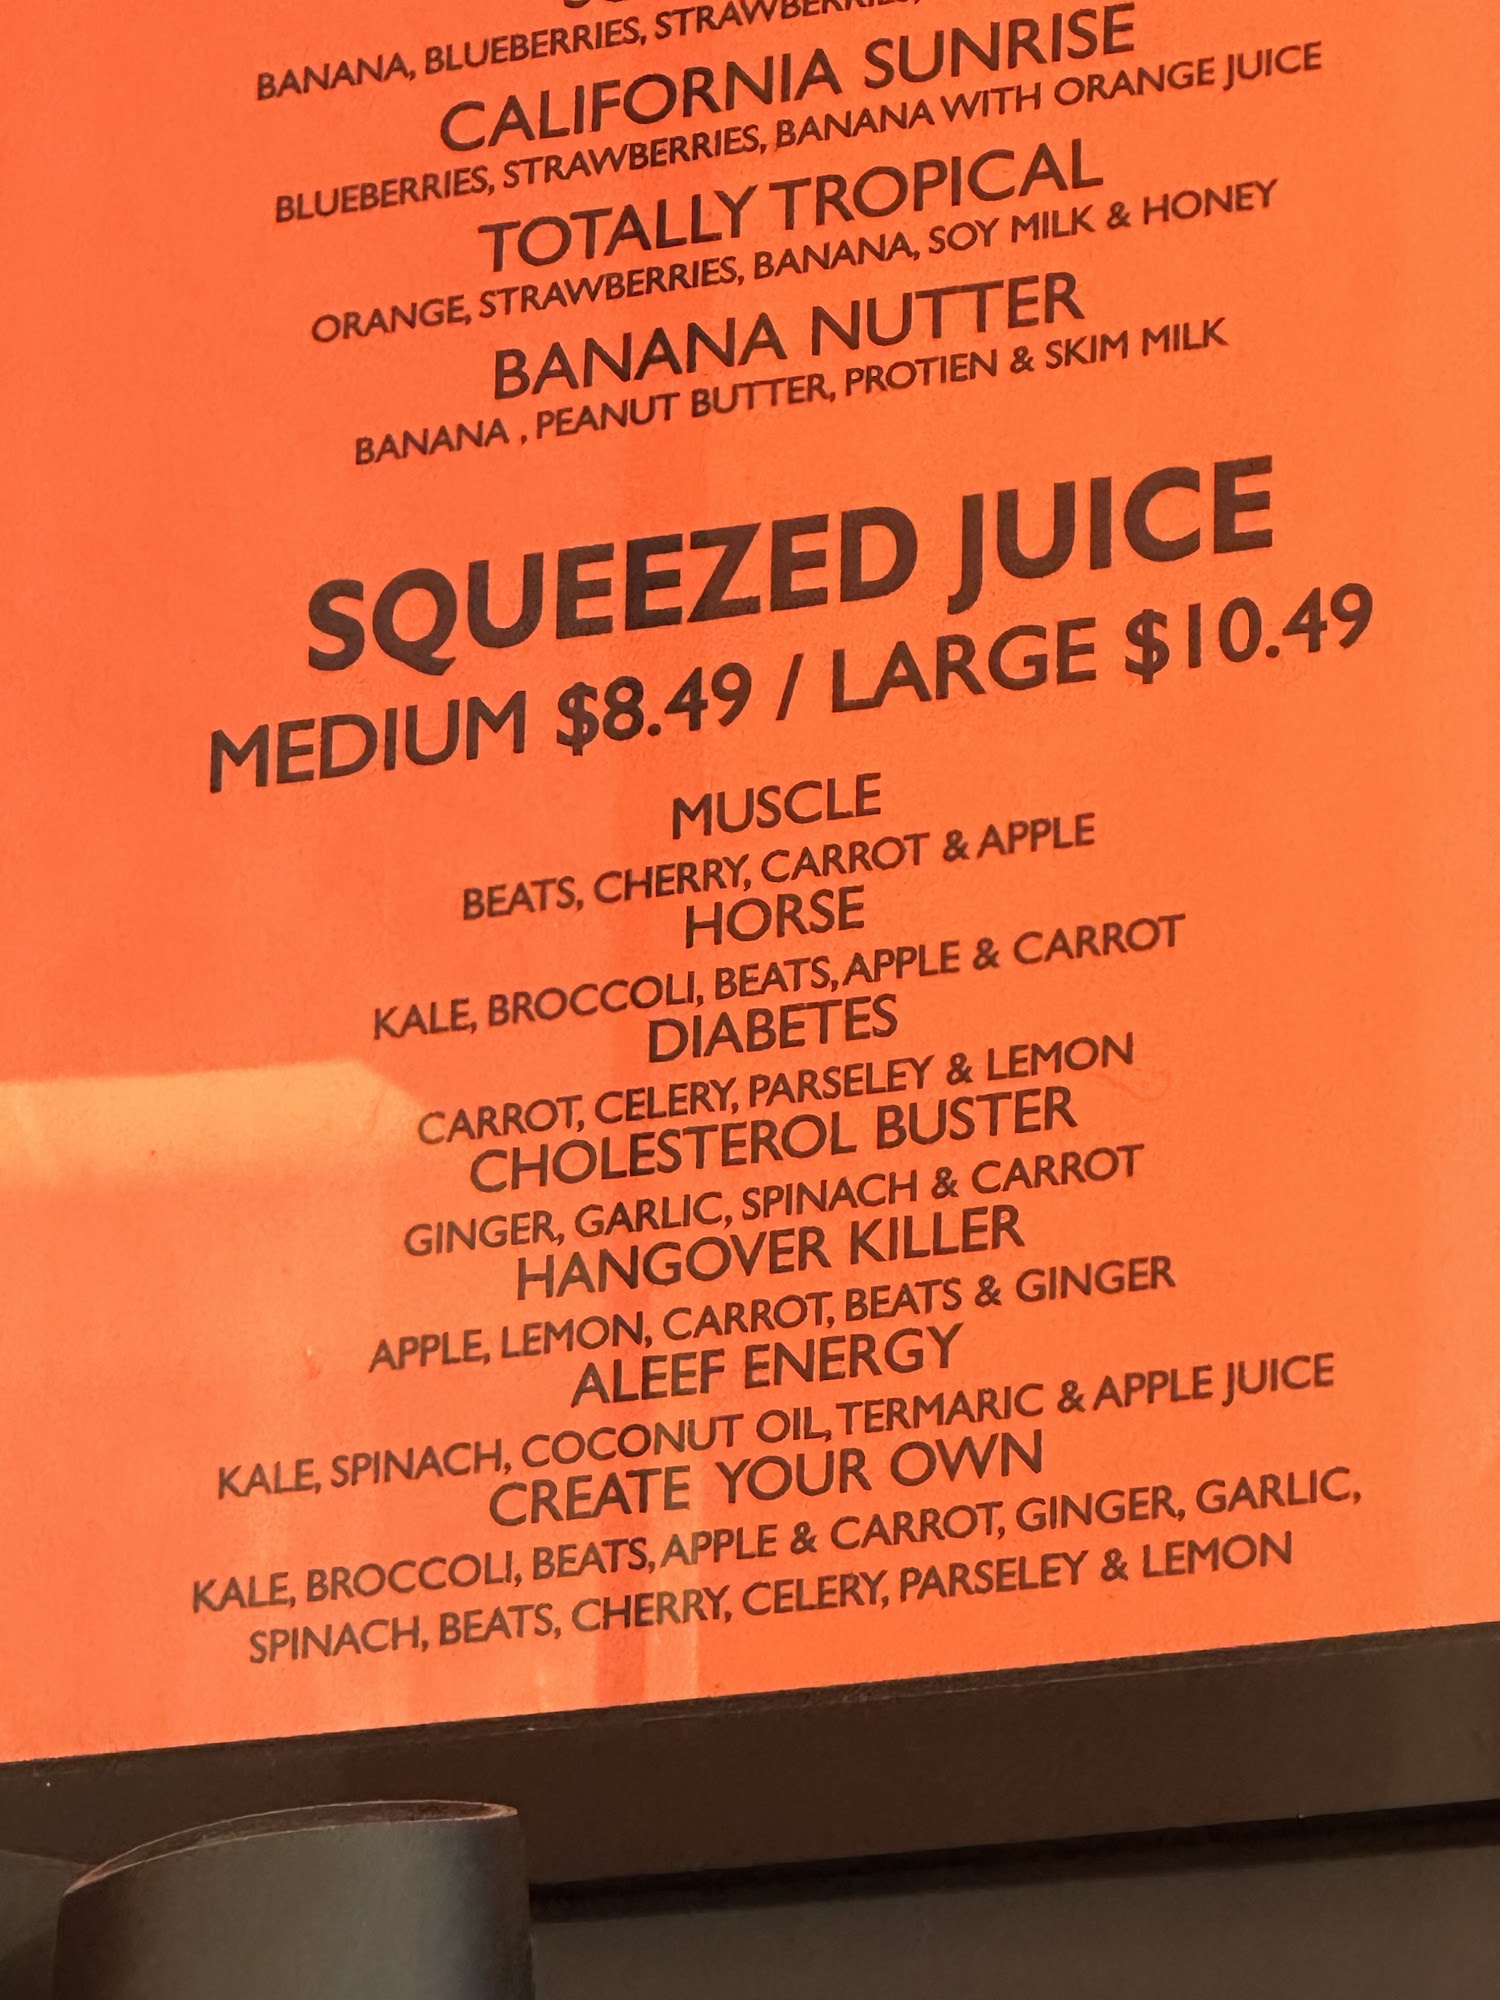 BANANA, BLUEBERRIES, STRAWBERRIES,
CALIFORNIA SUNRISE
BLUEBERRIES, STRAWBERRIES, BANANA WITH ORANGE JUICE
TOTALLY TROPICAL
ORANGE, STRAWBERRIES, BANANA, SOY MILK & HONEY
BANANA NUTTER
BANANA , PEANUT BUTTER, PROTIEN & SKIM MILK
SQUEEZED JUICE
MEDIUM $8.49 / LARGE $10.49
MUSCLE
BEATS, CHERRY, CARROT & APPLE
HORSE
KALE, BROCCOLI, BEATS, APPLE & CARROT
DIABETES
CARROT, CELERY, PARSELEY & LEMON
CHOLESTEROL BUSTER
GINGER, GARLIC, SPINACH & CARROT
HANGOVER KILLER
APPLE, LEMON, CARROT, BEATS & GINGER
ALEEF ENERGY
KALE, SPINACH, COCONUT OIL, TERMARIC & APPLE JUICE
CREATE YOUR OWN
KALE, BROCCOLI, BEATS, APPLE & CARROT, GINGER, GARLIC,
SPINACH, BEATS, CHERRY, CELERY, PARSELEY & LEMON